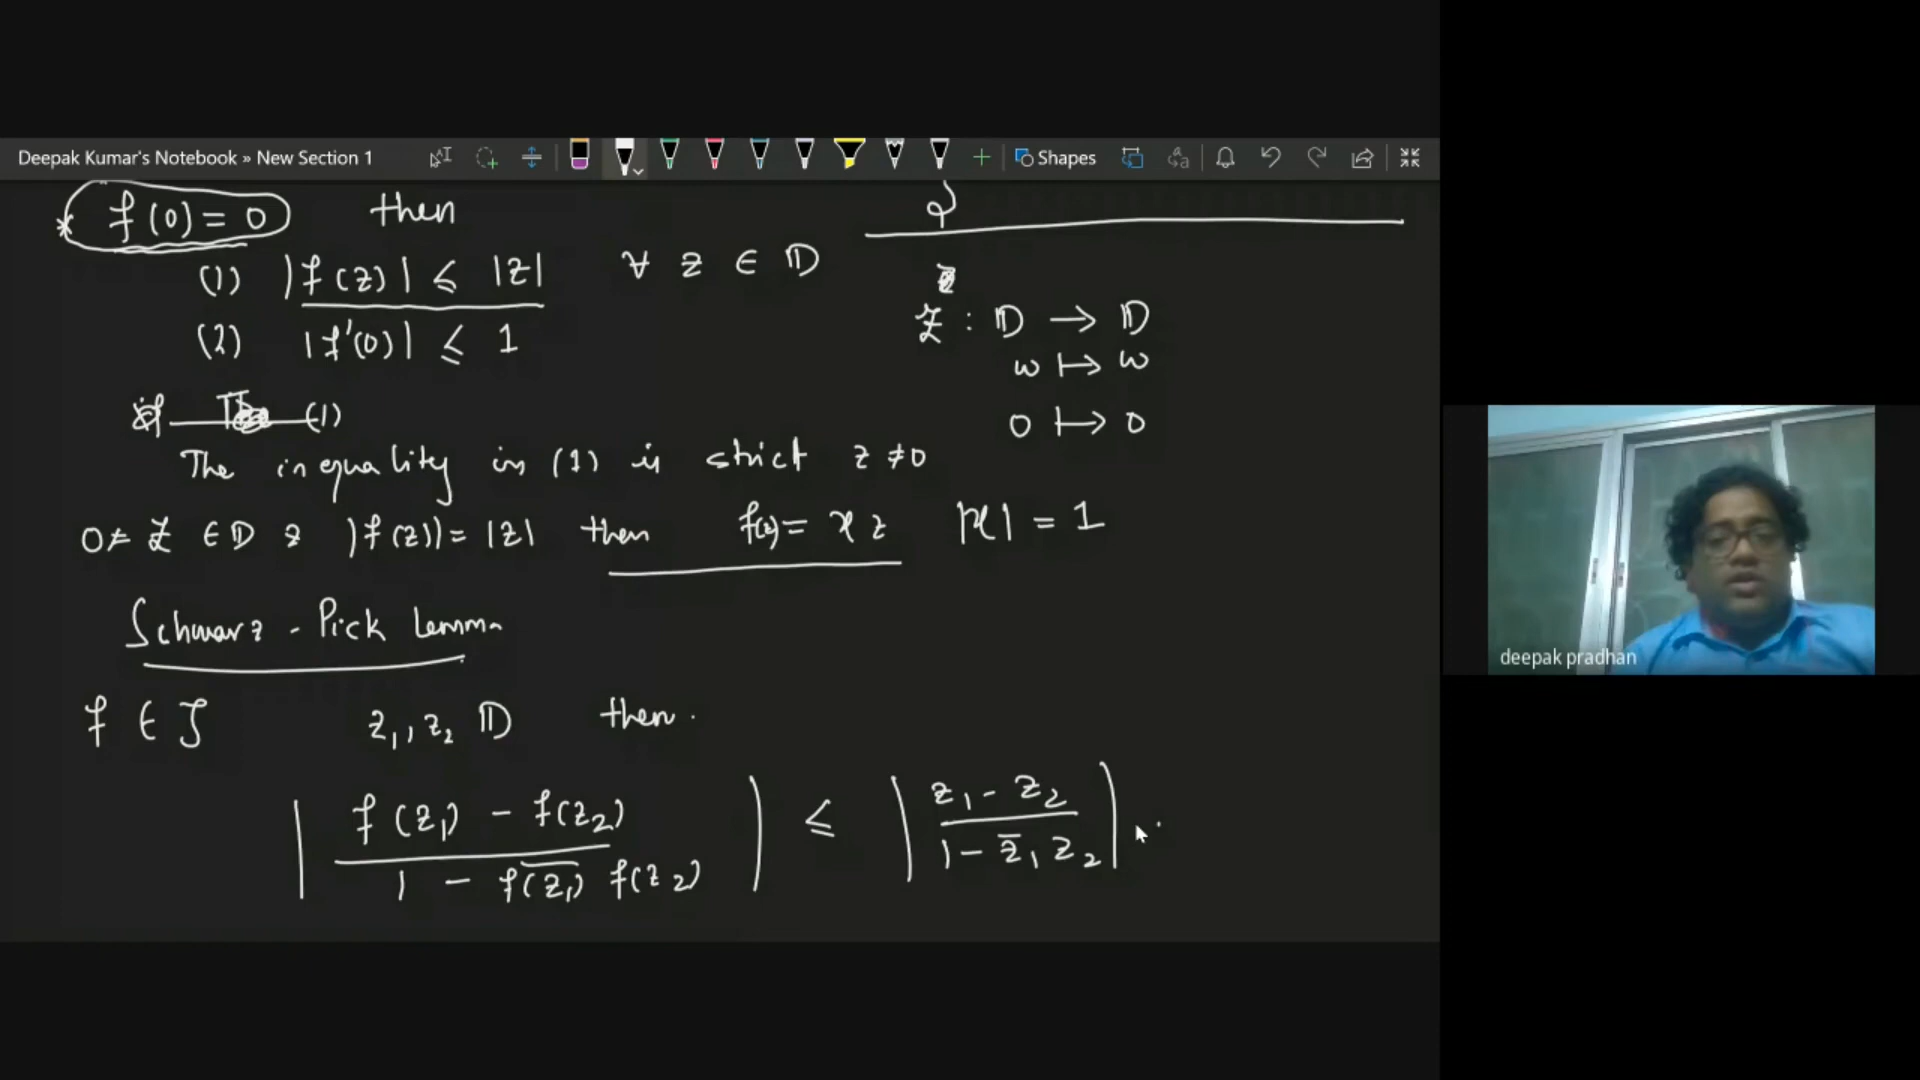 Deepak Kumar's Notebook » New Section 1
Shapes
* f(0) = 0 then
(1) |f(z)| ≤ |z| ∀ z ∈ 𝔻
(2) |f'(0)| ≤ 1
(1)
The inequality in (1) is strict z ≠ 0
0 ≠ z ∈ 𝔻 & |f(z)| = |z| then f(z) = x z |x| = 1
z : 𝔻 → 𝔻
w ↦ w
0 ↦ 0
Schwarz - Pick Lemma
f ∈ S z₁, z₂ 𝔻 then.
| f(z₁) - f(z₂) / 1 - \overline{f(z₁)} f(z₂) | ≤ | z₁ - z₂ / 1 - z̄₁ z₂ | .
deepak pradhan